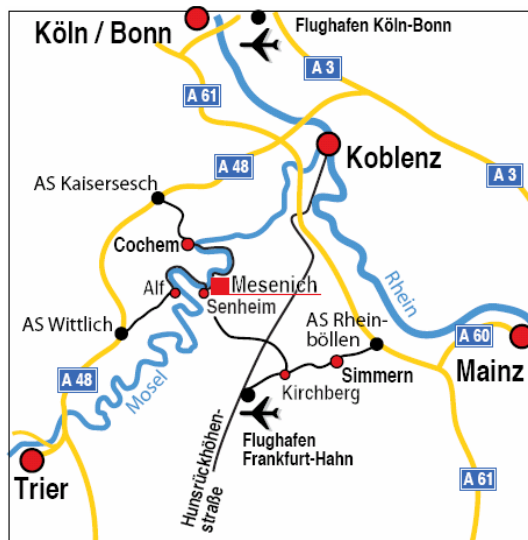 Köln / Bonn
Flughafen Köln-Bonn
A 3
A 61
A 48
Koblenz
A 3
AS Kaisersesch
Cochem
Mesenich
Alf
Senheim
Rhein
AS Wittlich
AS Rhein-
böllen
A 60
Mainz
A 48
Mosel
Simmern
Kirchberg
Flughafen
Frankfurt-Hahn
Hunsrückhöhen-
straße
Trier
A 61